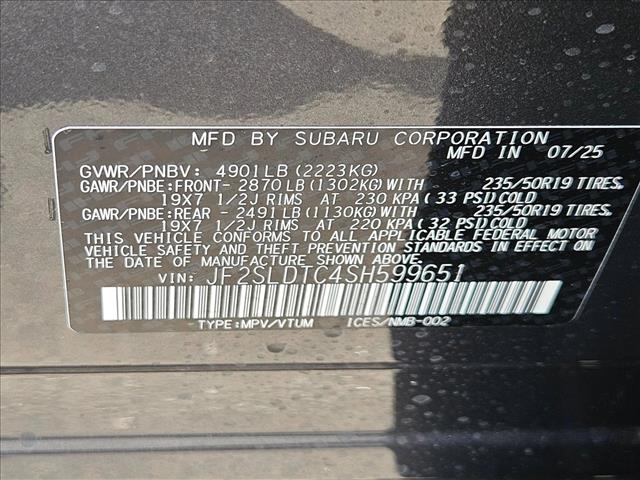 MFD BY SUBARU CORPORATION
MFD IN 07/25
GVWR/PNBV: 4901LB(2223KG)
GAWR/PNBE:FRONT- 2870LB(1302KG)WITH 235/50R19 TIRES,
19X7 1/2J RIMS AT 230 KPA(33 PSI)COLD
GAWR/PNBE:REAR - 2491LB(1130KG)WITH 235/50R19 TIRES,
19X7 1/2J RIMS AT 220 KPA(32 PSI)COLD
THIS VEHICLE CONFORMS TO ALL APPLICABLE FEDERAL MOTOR
VEHICLE SAFETY AND THEFT PREVENTION STANDARDS IN EFFECT ON
THE DATE OF MANUFACTURE SHOWN ABOVE.
VIN: JF2SLDTC4SH599651
TYPE:MPV/VTUM ICES/NMB-002